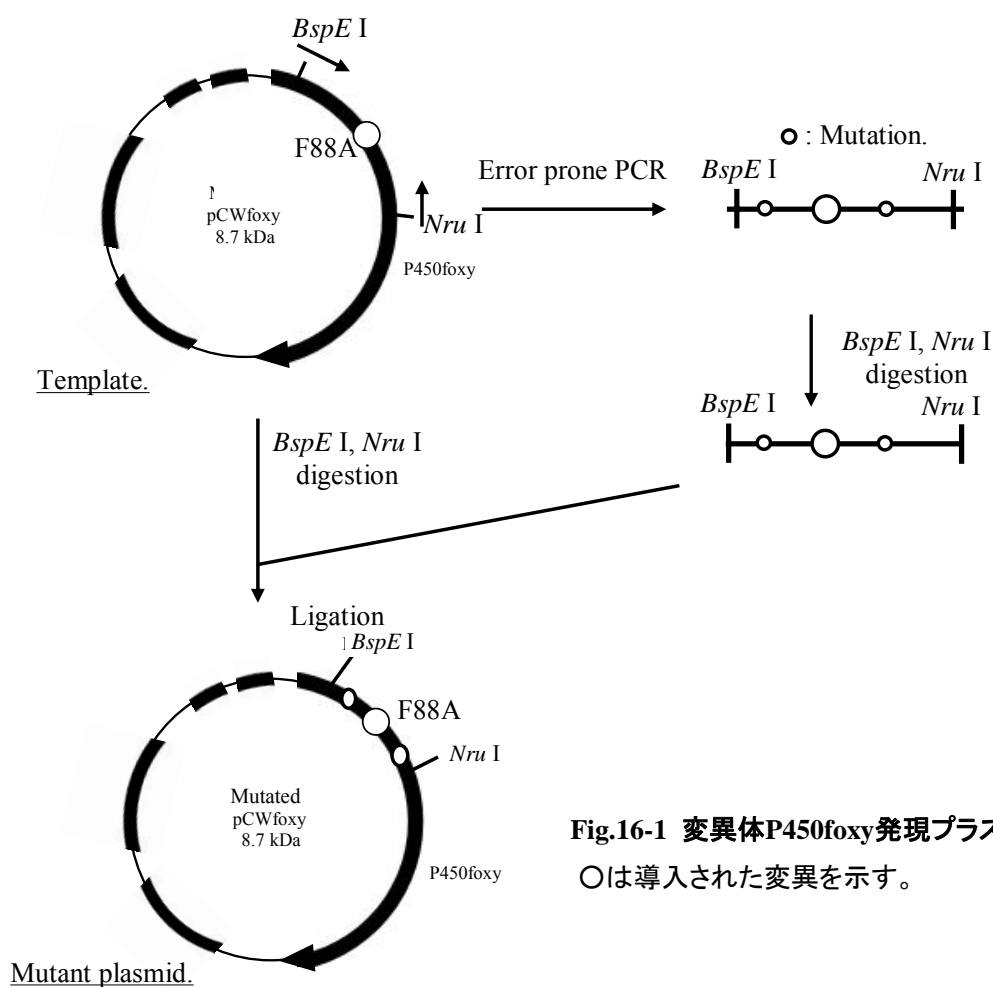 BspE I
F88A
pCWfoxy
8.7 kDa
Nru I
P450foxy
Template.
Error prone PCR
: Mutation.
BspE I
Nru I
BspE I, Nru I
digestion
BspE I
Nru I
BspE I, Nru I
digestion
Ligation
BspE I
F88A
Nru I
Mutated
pCWfoxy
8.7 kDa
P450foxy
Mutant plasmid.
Fig.16-1 変異体P450foxy発現プラ
○は導入された変異を示す。